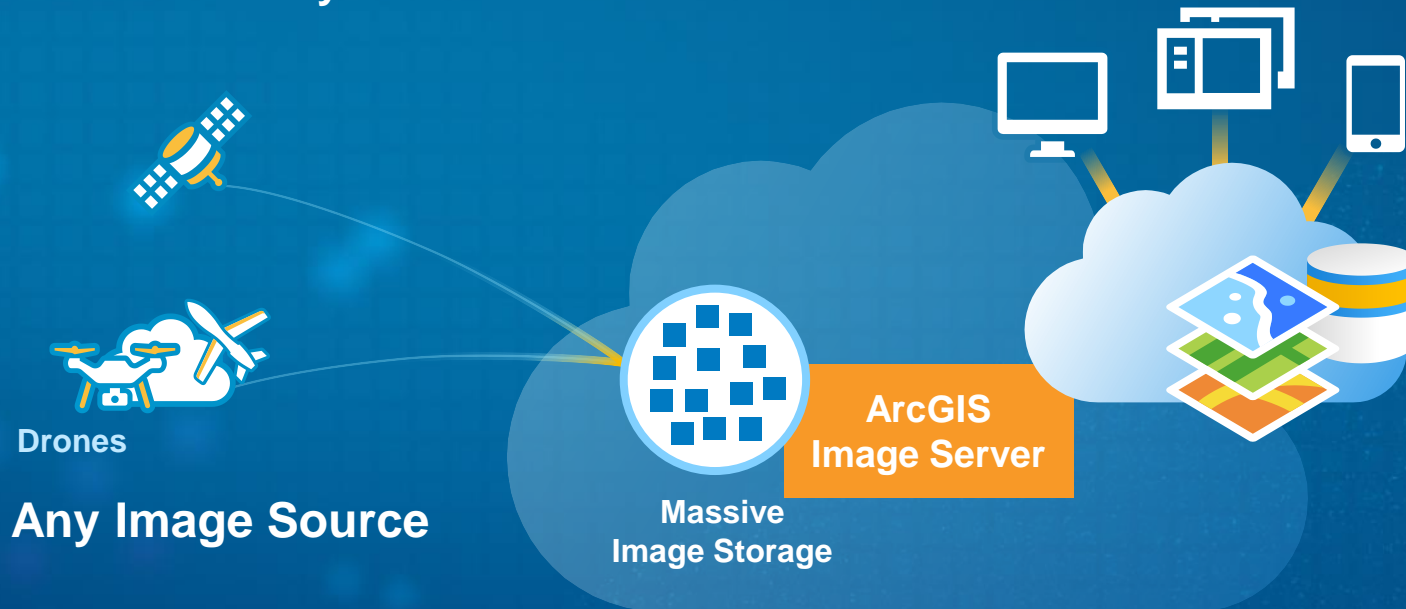 Drones
Any Image Source
ArcGIS
Image Server
Massive
Image Storage